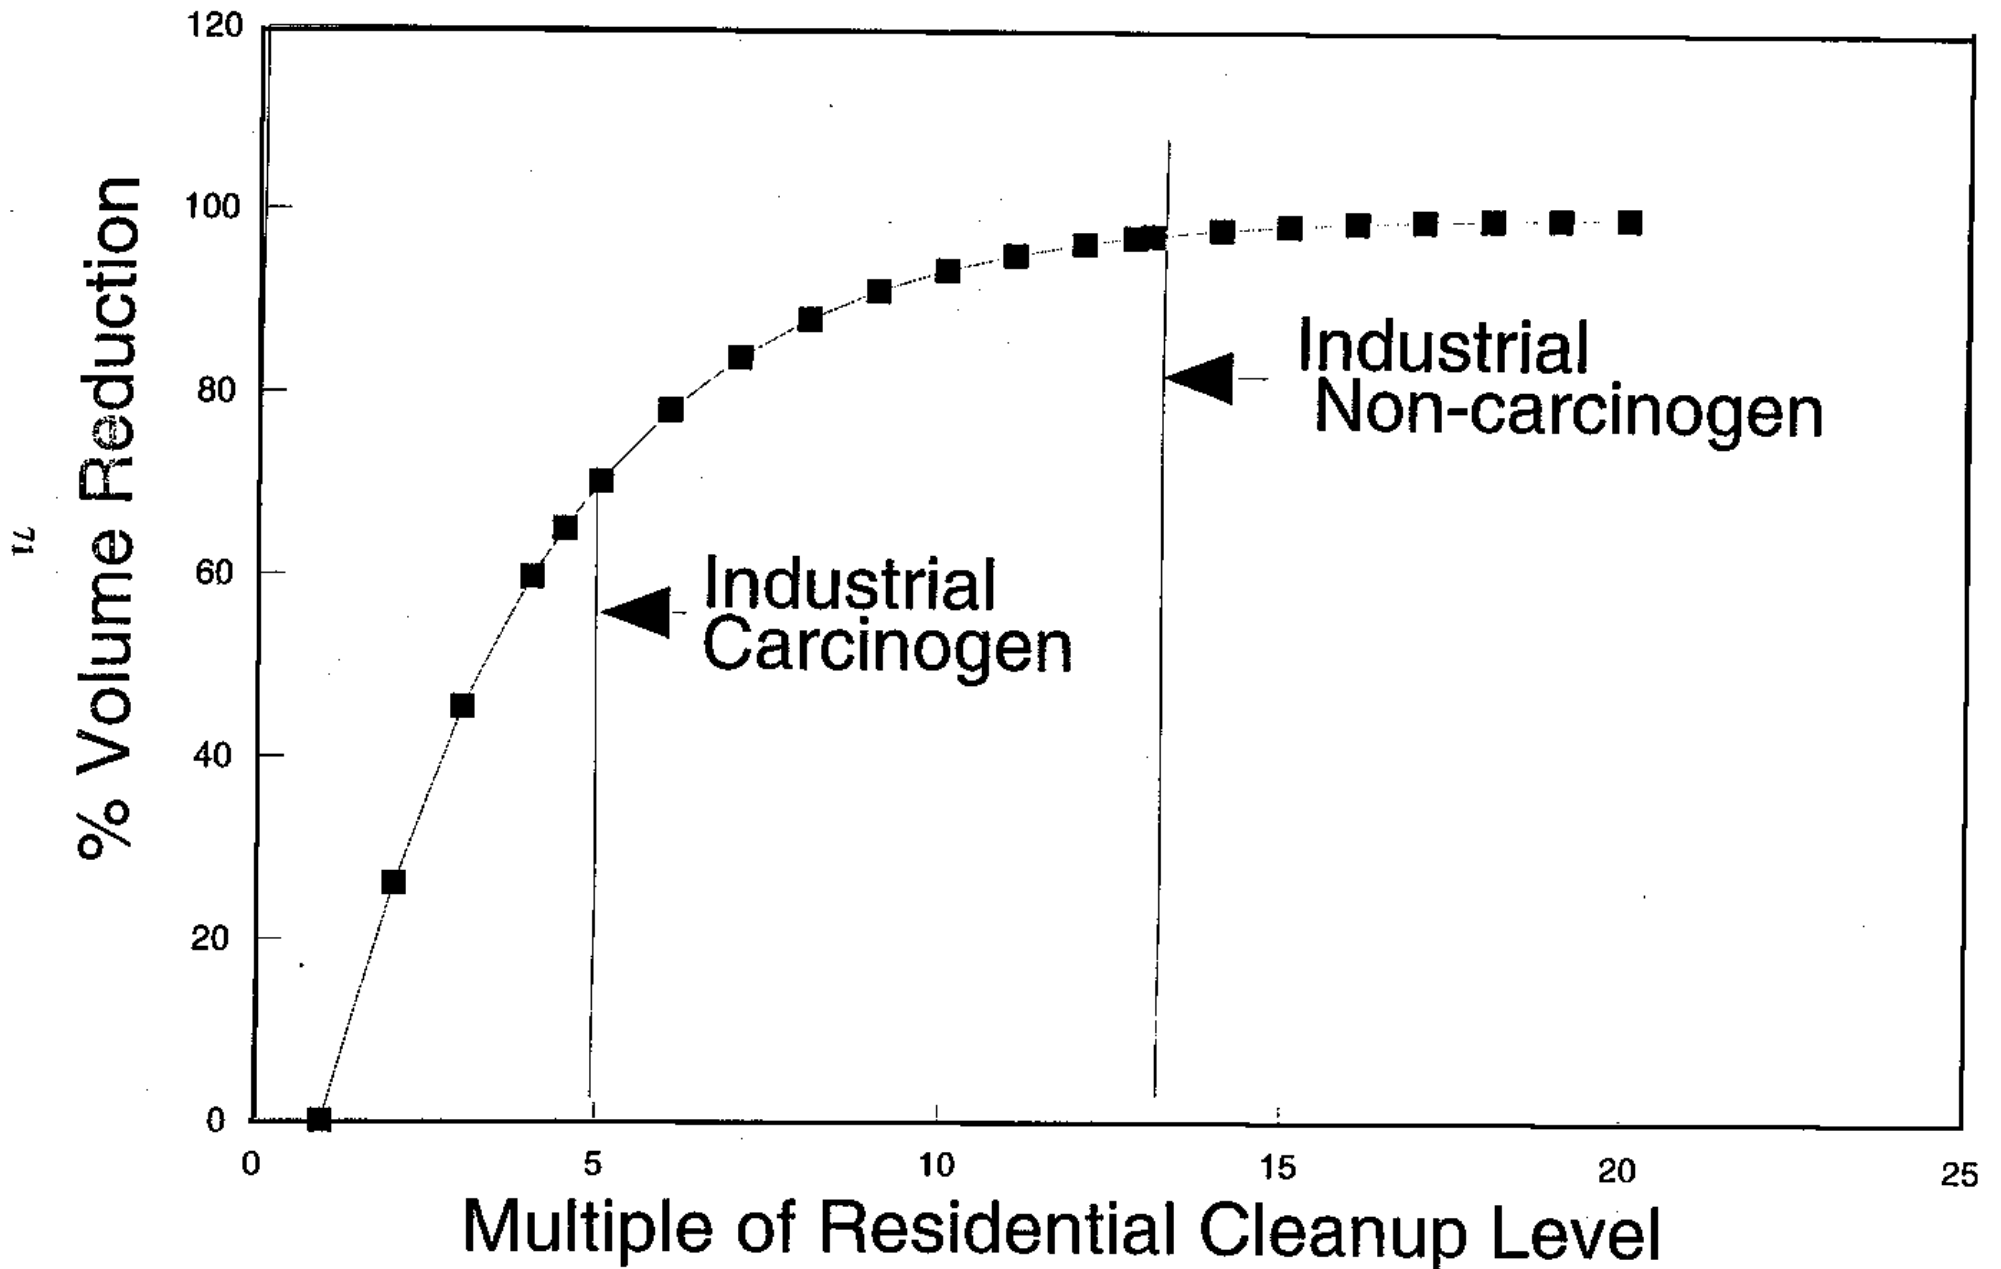 120
100
80
60
40
20
0
% Volume Reduction
71
Industrial
Non-carcinogen
Industrial
Carcinogen
0 5 10 15 20 25
Multiple of Residential Cleanup Level